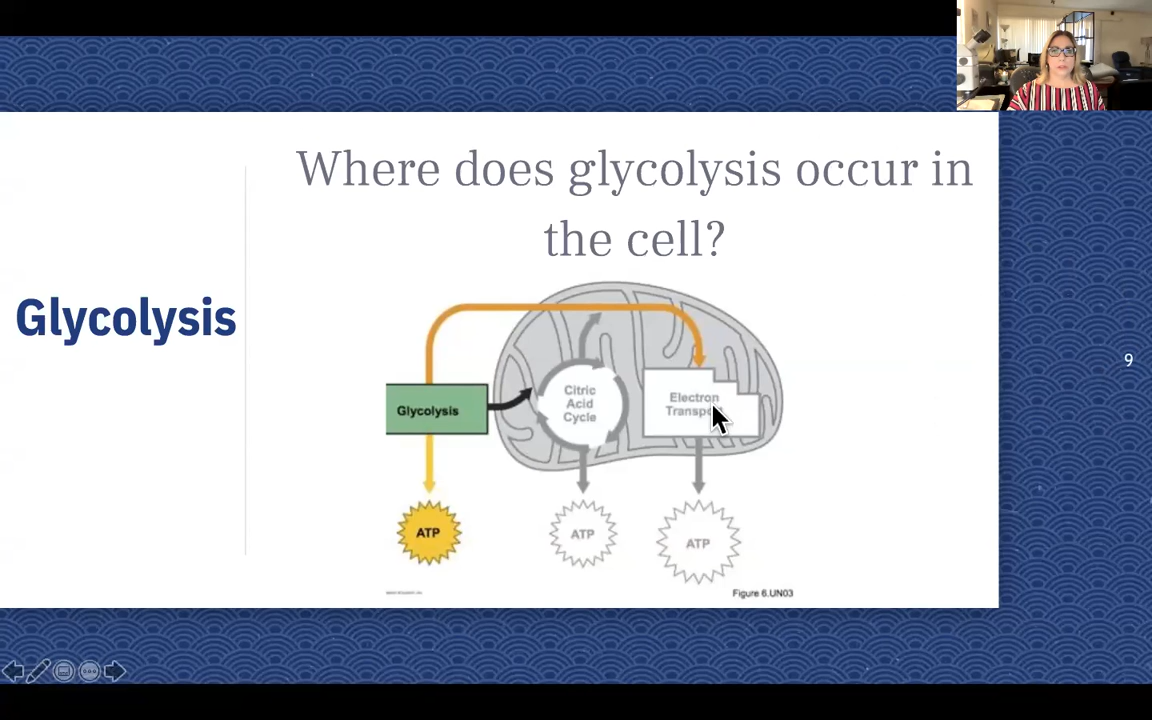 Where does glycolysis occur in
the cell?
Glycolysis
9
Glycolysis
Citric
Acid
Cycle
Electron
ATP
ATP
ATP
Figure 6.UN03